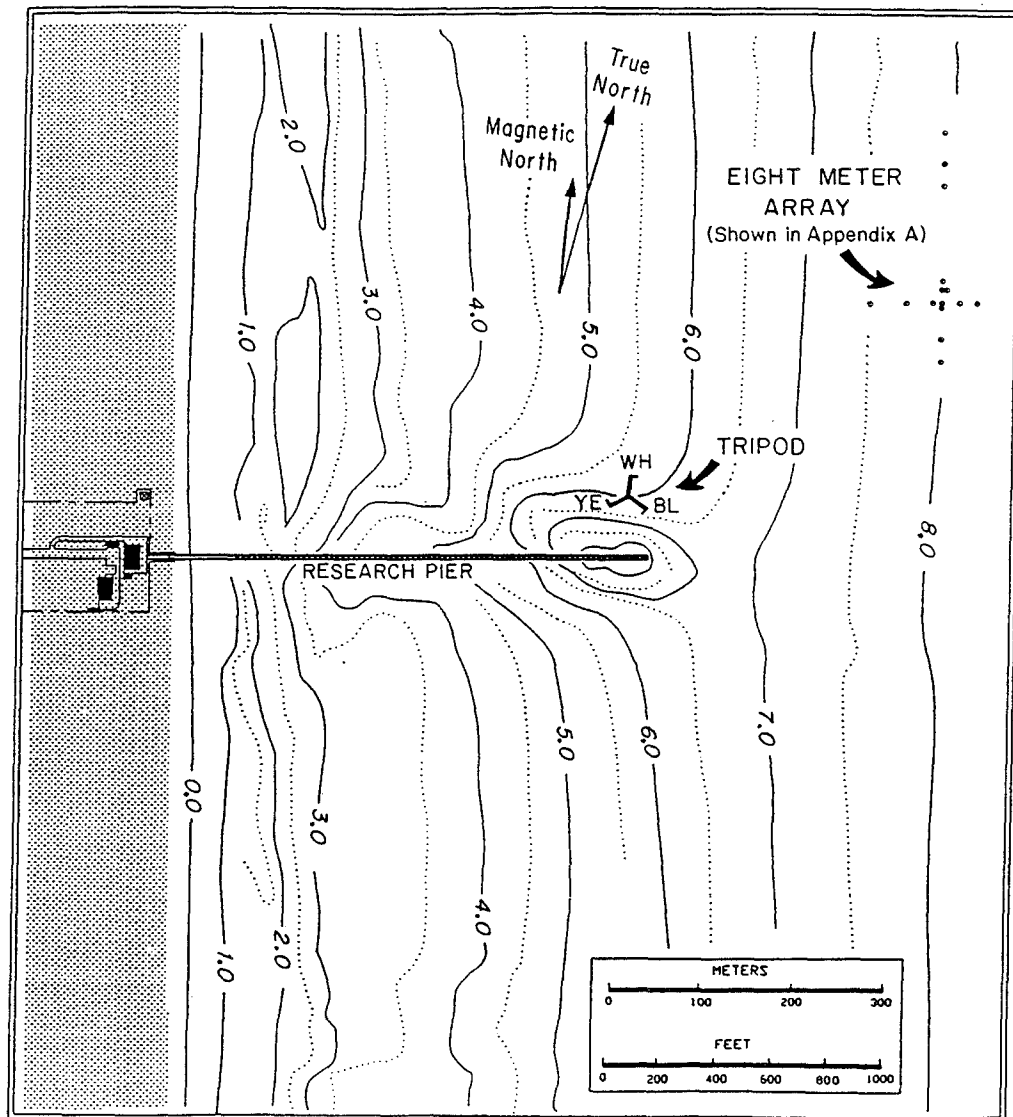 True
North
Magnetic
North
2.0
3.0
4.0
5.0
6.0
1.0
EIGHT METER
ARRAY
(Shown in Appendix A)
TRIPOD
WH
YE
BL
RESEARCH PIER
8.0
7.0
6.0
5.0
0.0
3.0
4.0
2.0
1.0
METERS
0 100 200 300
FEET
0 200 400 600 800 1000